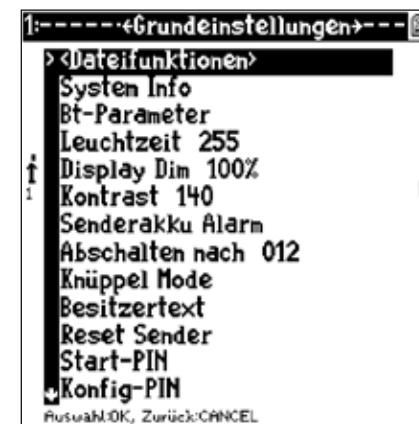 1:-----·←Grundeinstellungen→---
><Dateifunktionen>
System Info
Bt-Parameter
Leuchtzeit 255
Display Dim 100%
Kontrast 140
Senderakku Alarm
Abschalten nach 012
Knüppel Mode
Besitzertext
Reset Sender
Start-PIN
Konfig-PIN
1
Auswahl:OK, Zurück:CANCEL